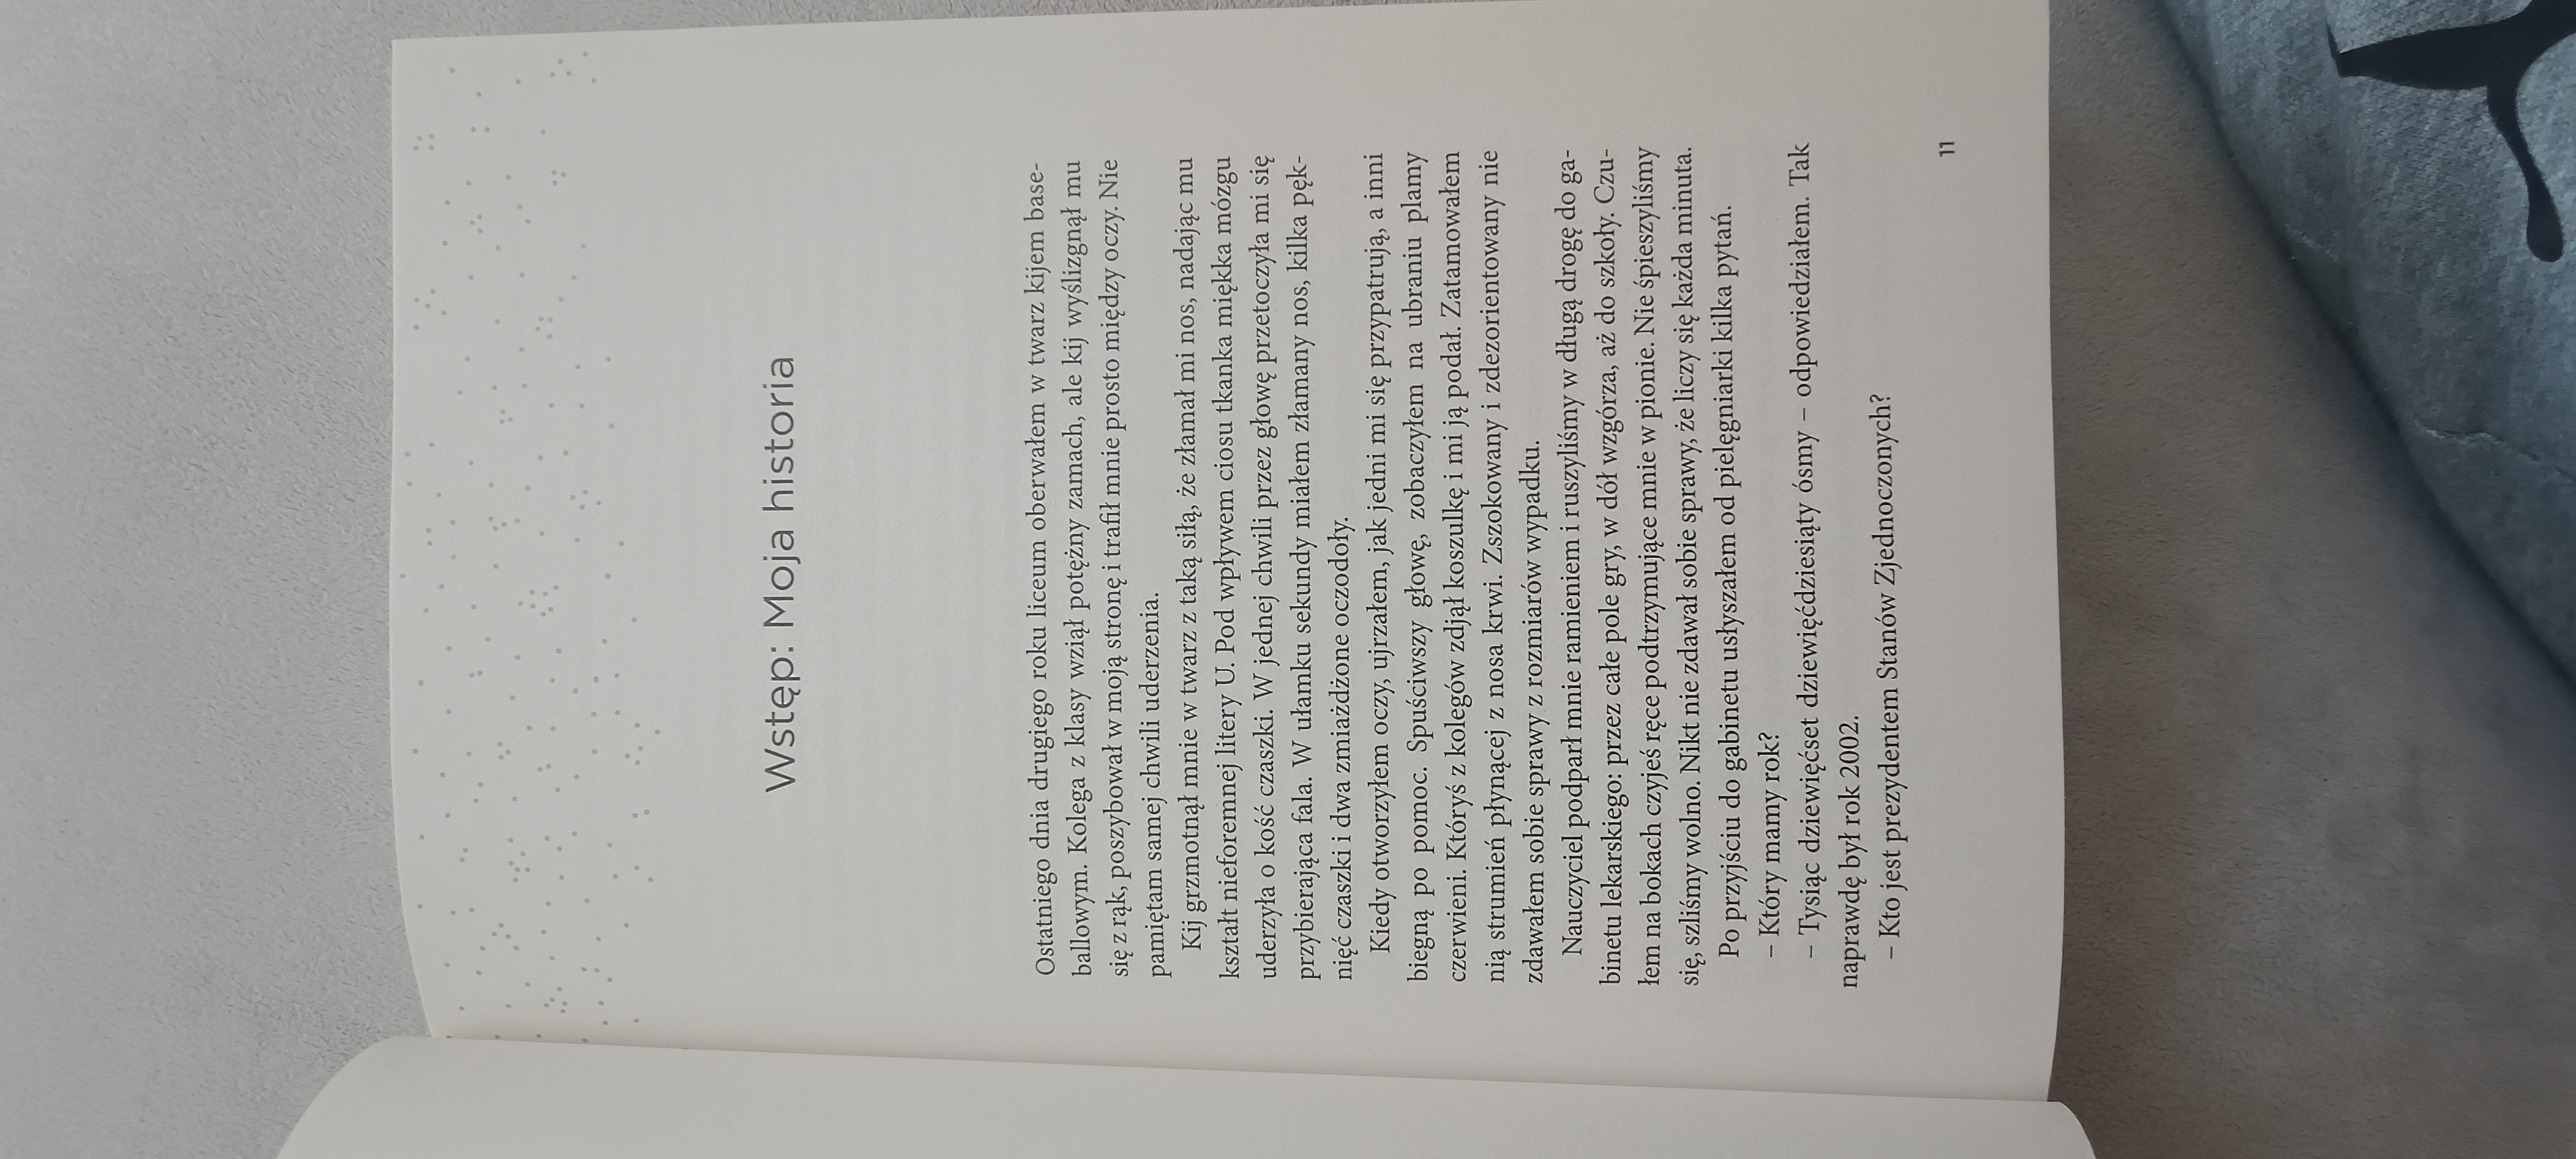 Wstęp: Moja historia
Ostatniego dnia drugiego roku liceum oberwałem w twarz kijem base-
ballowym. Kolega z klasy wziął potężny zamach, ale kij wyślizgnął mu
się z rąk, poszybował w moją stronę i trafił mnie prosto między oczy. Nie
pamiętam samej chwili uderzenia.
Kij grzmotnął mnie w twarz z taką siłą, że złamał mi nos, nadając mu
kształt nieforemnej litery U. Pod wpływem ciosu tkanka miękka mózgu
uderzyła o kość czaszki. W jednej chwili przez głowę przetoczyła mi się
przybierająca fala. W ułamku sekundy miałem złamany nos, kilka pęk-
nięć czaszki i dwa zmiażdżone oczodoły.
Kiedy otworzyłem oczy, ujrzałem, jak jedni mi się przypatrują, a inni
biegną po pomoc. Spuściwszy głowę, zobaczyłem na ubraniu plamy
czerwieni. Któryś z kolegów zdjął koszulkę i mi ją podał. Zatamowałem
nią strumień płynącej z nosa krwi. Zszokowany i zdezorientowany nie
zdawałem sobie sprawy z rozmiarów wypadku.
Nauczyciel podparł mnie ramieniem i ruszyliśmy w długą drogę do ga-
binetu lekarskiego: przez całe pole gry, w dół wzgórza, aż do szkoły. Czu-
łem na bokach czyjeś ręce podtrzymujące mnie w pionie. Nie śpieszyliśmy
się, szliśmy wolno. Nikt nie zdawał sobie sprawy, że liczy się każda minuta.
Po przyjściu do gabinetu usłyszałem od pielęgniarki kilka pytań.
– Który mamy rok?
– Tysiąc dziewięćset dziewięćdziesiąty ósmy – odpowiedziałem. Tak
naprawdę był rok 2002.
– Kto jest prezydentem Stanów Zjednoczonych?
11